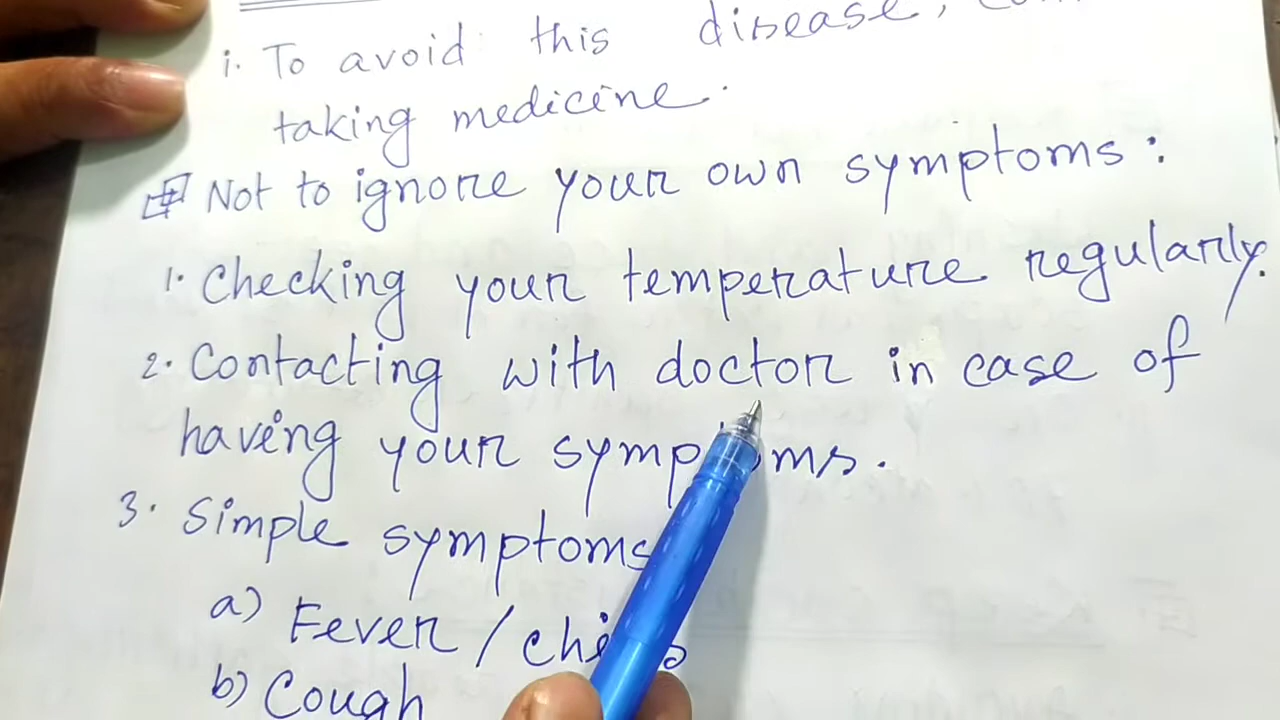 i. To avoid this disease,
taking medicine.
Not to ignore your own symptoms:
1. Checking your temperature regularly.
2. Contacting with doctor in case of
having your symptoms.
3. Simple symptoms
a) Fever / chills
b) Cough